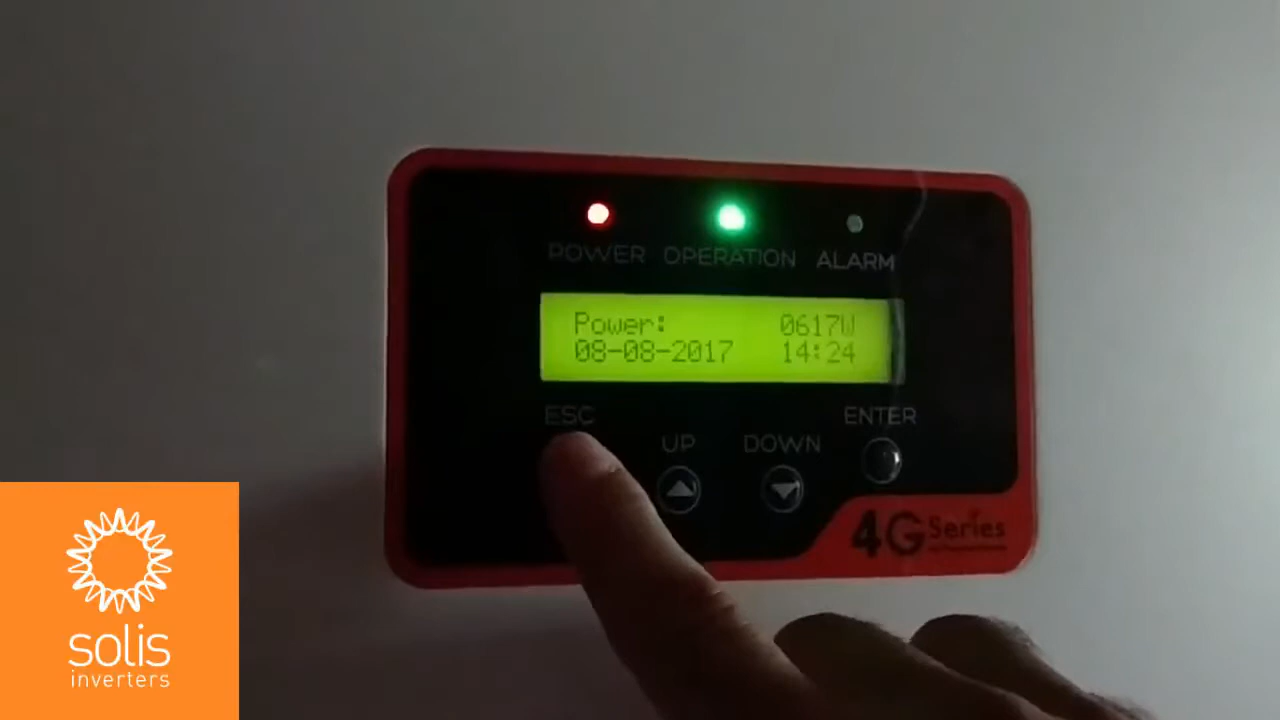 POWER OPERATION ALARM
Power: 0617W
08-08-2017 14:24
ESC UP DOWN ENTER
4G Series
solis
inverters